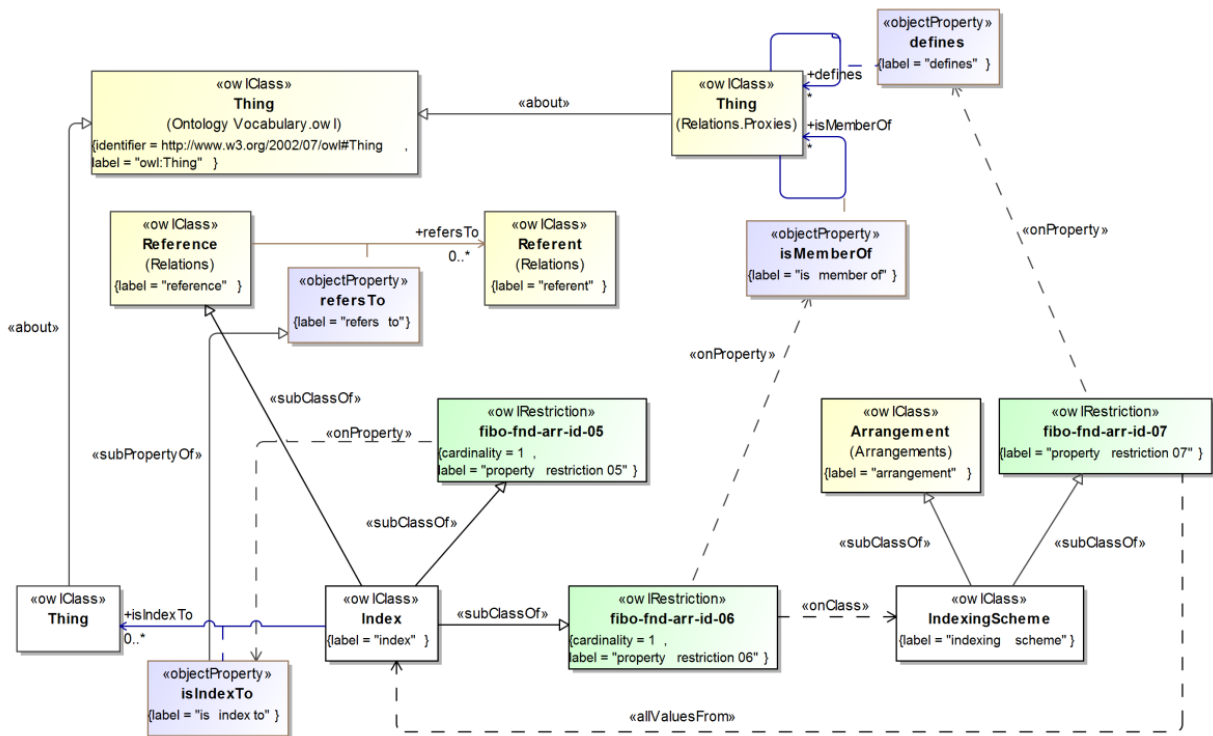 «objectProperty»
defines
{label = "defines" }
«owlClass»
Thing
(Ontology Vocabulary.owl)
{identifier = http://www.w3.org/2002/07/owl#Thing ,
label = "owl:Thing" }
«about»
«owlClass»
Thing
(Relations.Proxies)
+defines
*
+isMemberOf
*
«owlClass»
Reference
(Relations)
{label = "reference" }
+refersTo
0..*
«owlClass»
Referent
(Relations)
{label = "referent" }
«objectProperty»
isMemberOf
{label = "is member of" }
«onProperty»
«objectProperty»
refersTo
{label = "refers to" }
«about»
«onProperty»
«subClassOf»
«owlRestriction»
fibo-fnd-arr-id-05
{cardinality = 1 ,
label = "property restriction 05" }
«onProperty»
«subPropertyOf»
«owlClass»
Arrangement
(Arrangements)
{label = "arrangement" }
«owlRestriction»
fibo-fnd-arr-id-07
{label = "property restriction 07" }
«subClassOf»
«subClassOf»
«subClassOf»
«owlClass»
Thing
+isIndexTo
0..*
«owlClass»
Index
{label = "index" }
«subClassOf»
«owlRestriction»
fibo-fnd-arr-id-06
{cardinality = 1 ,
label = "property restriction 06" }
«onClass»
«owlClass»
IndexingScheme
{label = "indexing scheme" }
«objectProperty»
isIndexTo
{label = "is index to" }
«allValuesFrom»